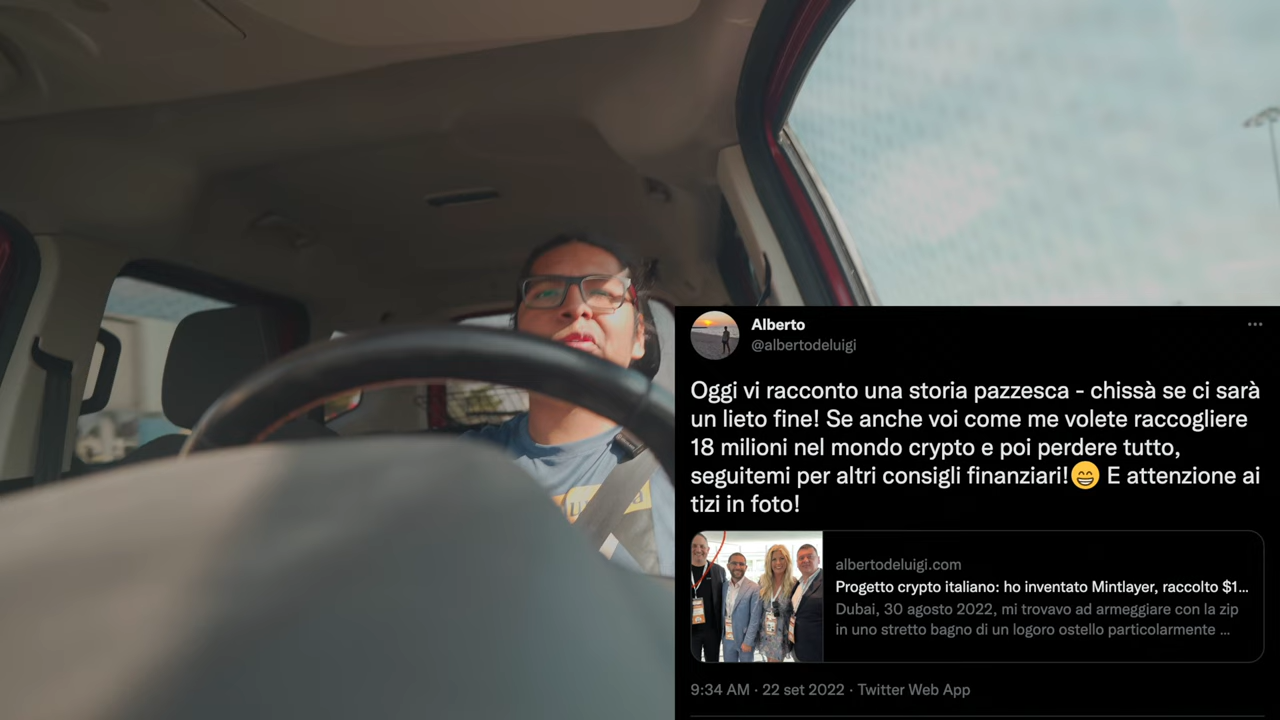 Alberto
@albertodeluigi
Oggi vi racconto una storia pazzesca - chissà se ci sarà
un lieto fine! Se anche voi come me volete raccogliere
18 milioni nel mondo crypto e poi perdere tutto,
seguitemi per altri consigli finanziari!😁 E attenzione ai
tizi in foto!
albertodeluigi.com
Progetto crypto italiano: ho inventato Mintlayer, raccolto $1...
Dubai, 30 agosto 2022, mi trovavo ad armeggiare con la zip
in uno stretto bagno di un logoro ostello particolarmente ...
9:34 AM · 22 set 2022 · Twitter Web App